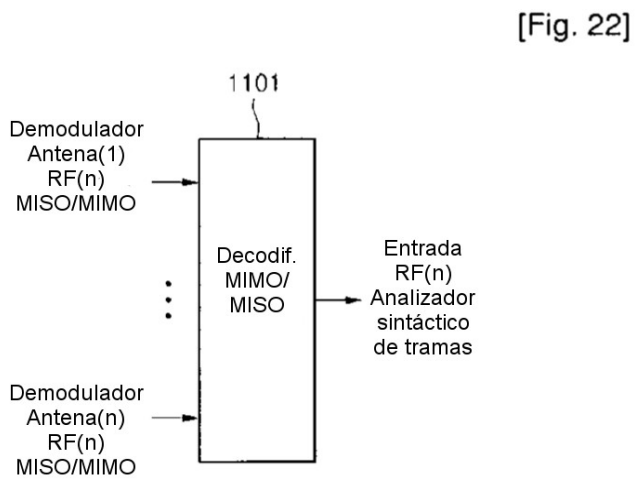 [Fig. 22]
1101
Demodulador
Antena(1)
RF(n)
MISO/MIMO
Decodif.
MIMO/
MISO
Entrada
RF(n)
Analizador
sintáctico
de tramas
Demodulador
Antena(n)
RF(n)
MISO/MIMO